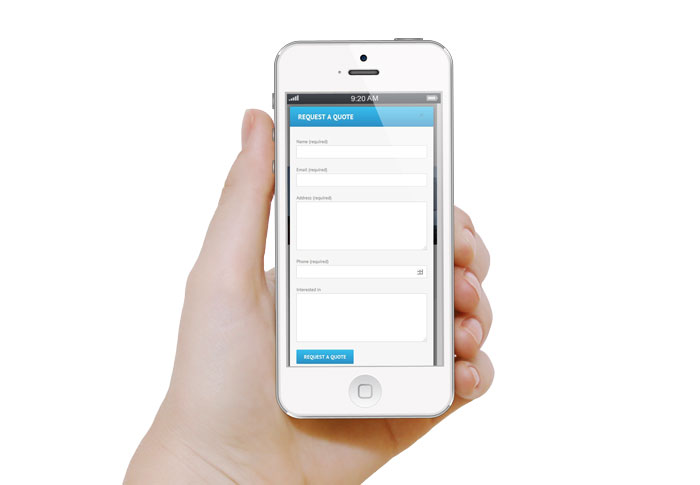 9:20 AM
REQUEST A QUOTE
Name (required)
Email (required)
Address (required)
Phone (required)
Interested In
REQUEST A QUOTE